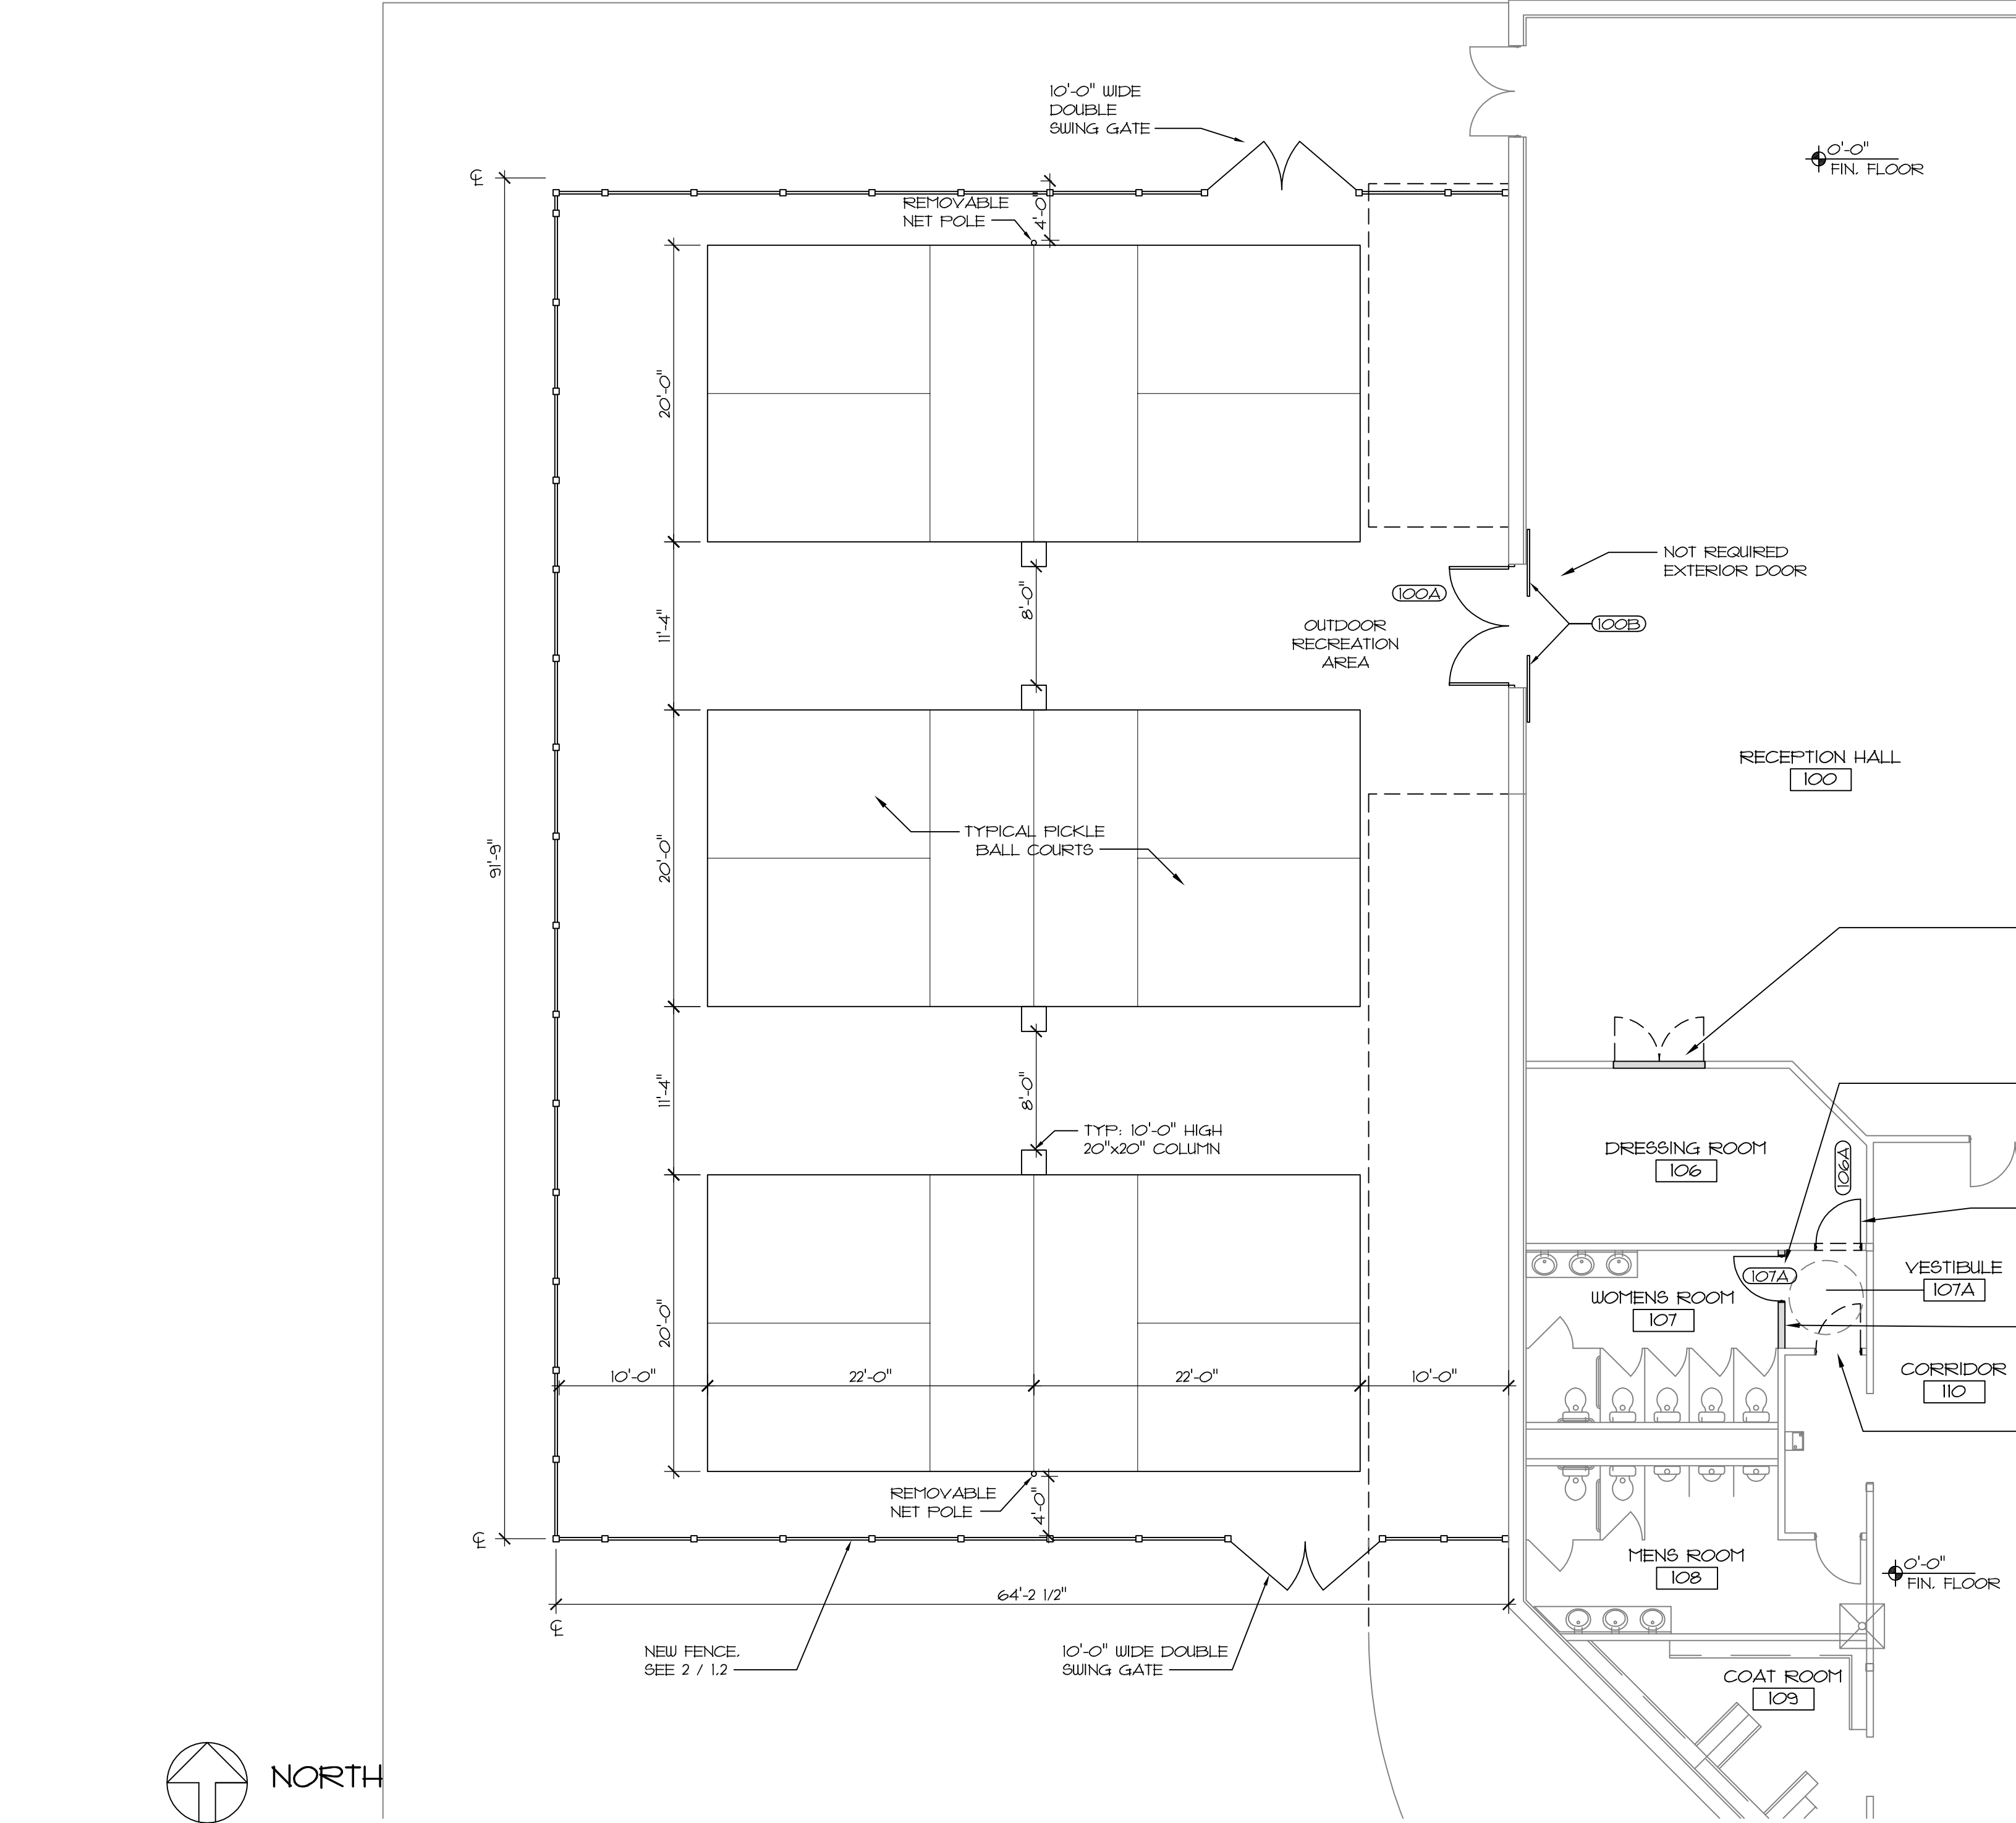 10'-0" WIDE
DOUBLE
SWING GATE
0'-0"
FIN. FLOOR
℄
REMOVABLE
NET POLE
4'-0"
20'-0"
NOT REQUIRED
EXTERIOR DOOR
100A
8'-0"
11'-4"
OUTDOOR
RECREATION
AREA
100B
RECEPTION HALL
100
TYPICAL PICKLE
BALL COURTS
91'-9"
20'-0"
8'-0"
11'-4"
TYP: 10'-0" HIGH
20"x20" COLUMN
DRESSING ROOM
106
106A
VESTIBULE
107A
107A
WOMENS ROOM
107
20'-0"
10'-0"
22'-0"
22'-0"
10'-0"
CORRIDOR
110
REMOVABLE
NET POLE
4'-0"
℄
MENS ROOM
108
0'-0"
FIN. FLOOR
64'-2 1/2"
℄
NEW FENCE,
SEE 2 / 1.2
10'-0" WIDE DOUBLE
SWING GATE
COAT ROOM
109
NORTH